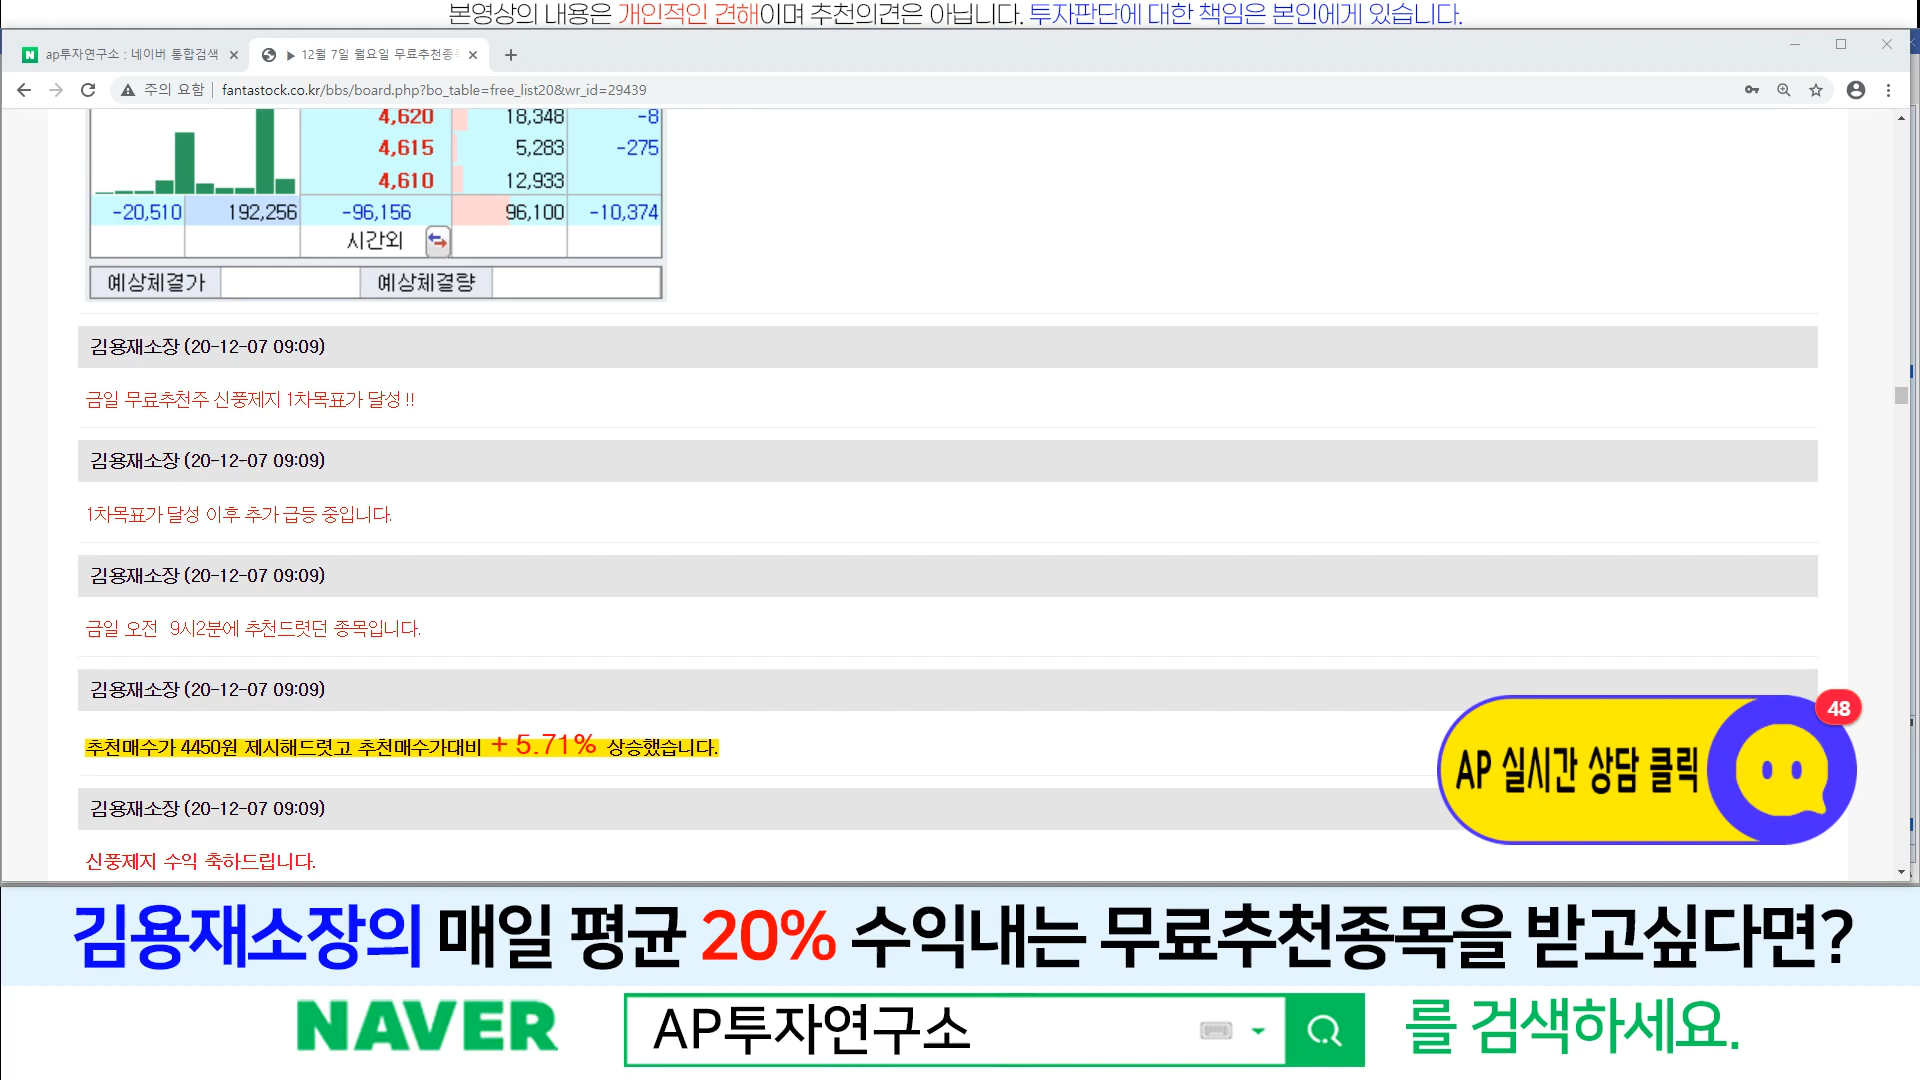 본영상의 내용은 개인적인 견해이며 추천의견은 아닙니다. 투자판단에 대한 책임은 본인에게 있습니다.
ap투자연구소 : 네이버 통합검색
▶ 12월 7일 월요일 무료추천종
주의 요함 fantastock.co.kr/bbs/board.php?bo_table=free_list20&wr_id=29439
4,620 18,348 -8
4,615 5,283 -275
4,610 12,933
-20,510 192,256 -96,156 96,100 -10,374
시간외
예상체결가 예상체결량
김용재소장 (20-12-07 09:09)
금일 무료추천주 신풍제지 1차목표가 달성 !!
김용재소장 (20-12-07 09:09)
1차목표가 달성 이후 추가 급등 중입니다.
김용재소장 (20-12-07 09:09)
금일 오전 9시2분에 추천드렷던 종목입니다.
김용재소장 (20-12-07 09:09)
추천매수가 4450원 제시해드렷고 추천매수가대비 + 5.71% 상승했습니다.
김용재소장 (20-12-07 09:09)
신풍제지 수익 축하드립니다.
AP 실시간 상담 클릭
48
김용재소장의 매일 평균 20% 수익내는 무료추천종목을 받고싶다면?
NAVER AP투자연구소 를 검색하세요.